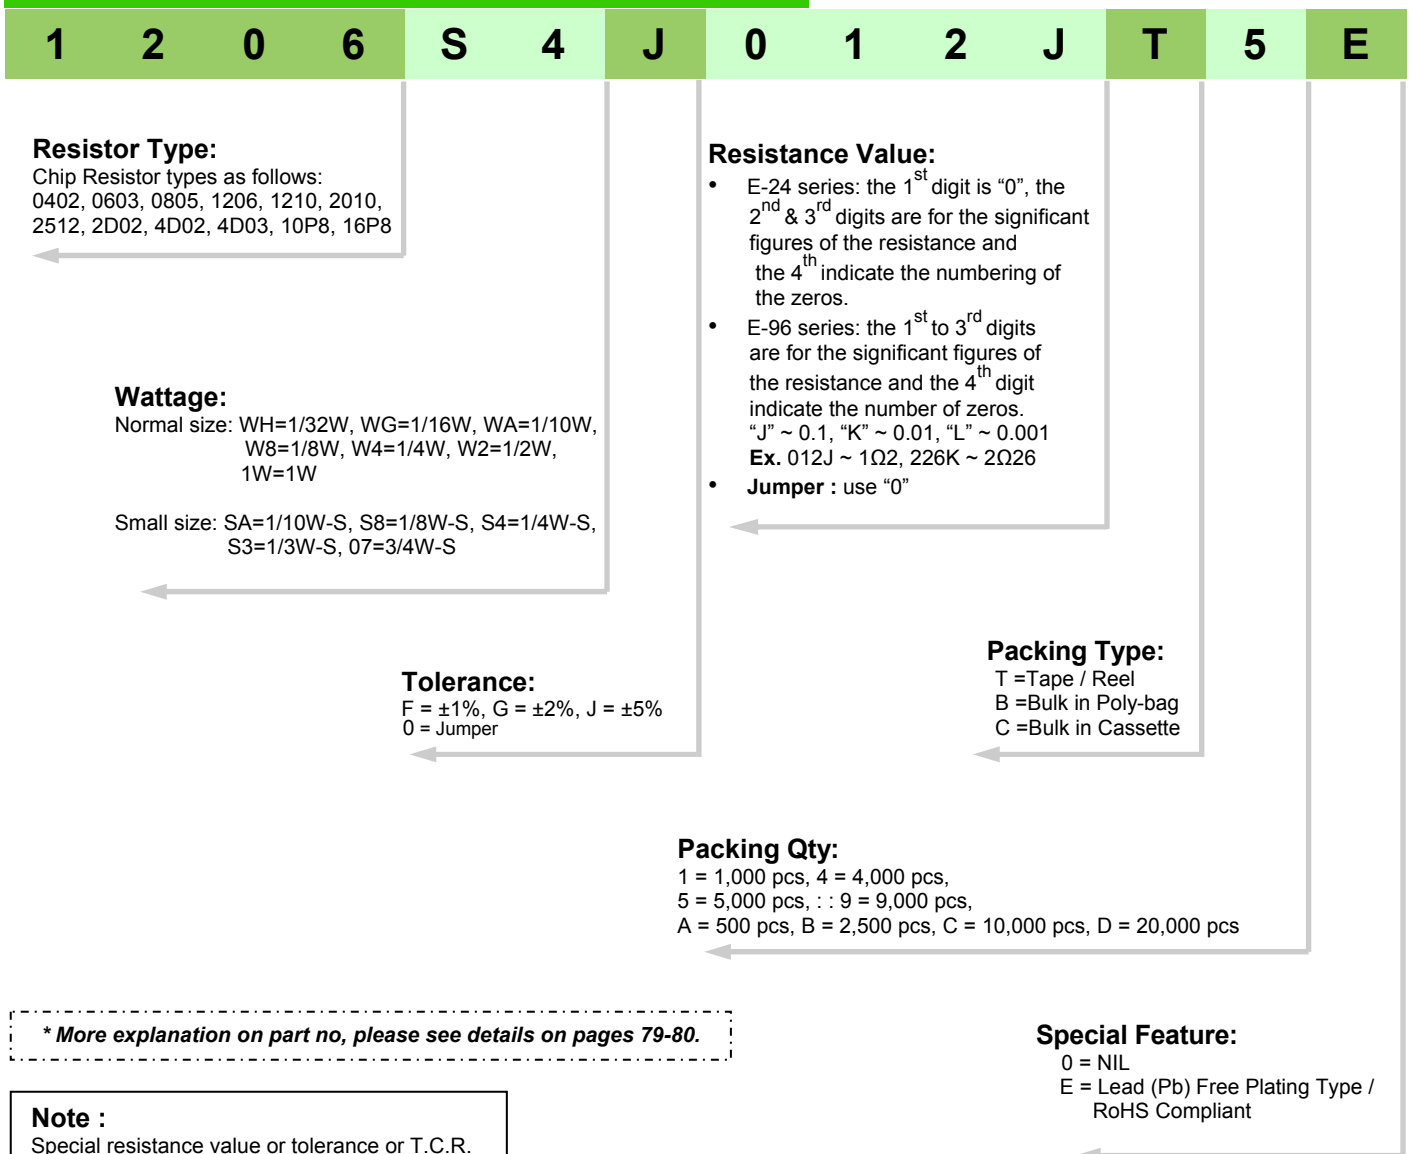 1 2 0 6 S 4 J 0 1 2 J T 5 E
Resistor Type:
Chip Resistor types as follows:
0402, 0603, 0805, 1206, 1210, 2010,
2512, 2D02, 4D02, 4D03, 10P8, 16P8
Wattage:
Normal size: WH=1/32W, WG=1/16W, WA=1/10W,
W8=1/8W, W4=1/4W, W2=1/2W,
1W=1W
Small size: SA=1/10W-S, S8=1/8W-S, S4=1/4W-S,
S3=1/3W-S, 07=3/4W-S
Tolerance:
F = ±1%, G = ±2%, J = ±5%
0 = Jumper
Resistance Value:
• E-24 series: the 1st digit is “0”, the
2nd & 3rd digits are for the significant
figures of the resistance and
the 4th indicate the numbering of
the zeros.
• E-96 series: the 1st to 3rd digits
are for the significant figures of
the resistance and the 4th digit
indicate the number of zeros.
“J” ~ 0.1, “K” ~ 0.01, “L” ~ 0.001
Ex. 012J ~ 1Ω2, 226K ~ 2Ω26
• Jumper : use “0”
Packing Type:
T =Tape / Reel
B =Bulk in Poly-bag
C =Bulk in Cassette
Packing Qty:
1 = 1,000 pcs, 4 = 4,000 pcs,
5 = 5,000 pcs, : : 9 = 9,000 pcs,
A = 500 pcs, B = 2,500 pcs, C = 10,000 pcs, D = 20,000 pcs
* More explanation on part no, please see details on pages 79-80.
Special Feature:
0 = NIL
E = Lead (Pb) Free Plating Type /
RoHS Compliant
Note :
Special resistance value or tolerance or T.C.R.